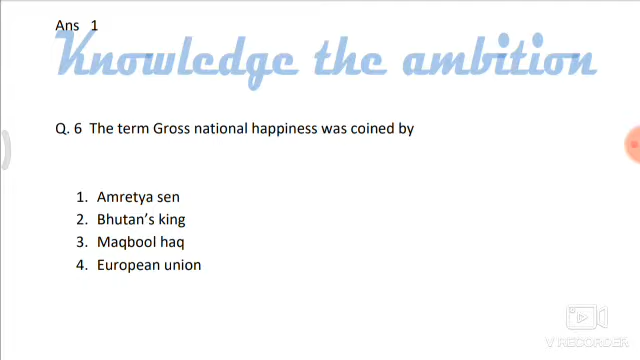 Ans 1
Knowledge the ambition
Q. 6 The term Gross national happiness was coined by
1. Amretya sen
2. Bhutan's king
3. Maqbool haq
4. European union
V RECORDER